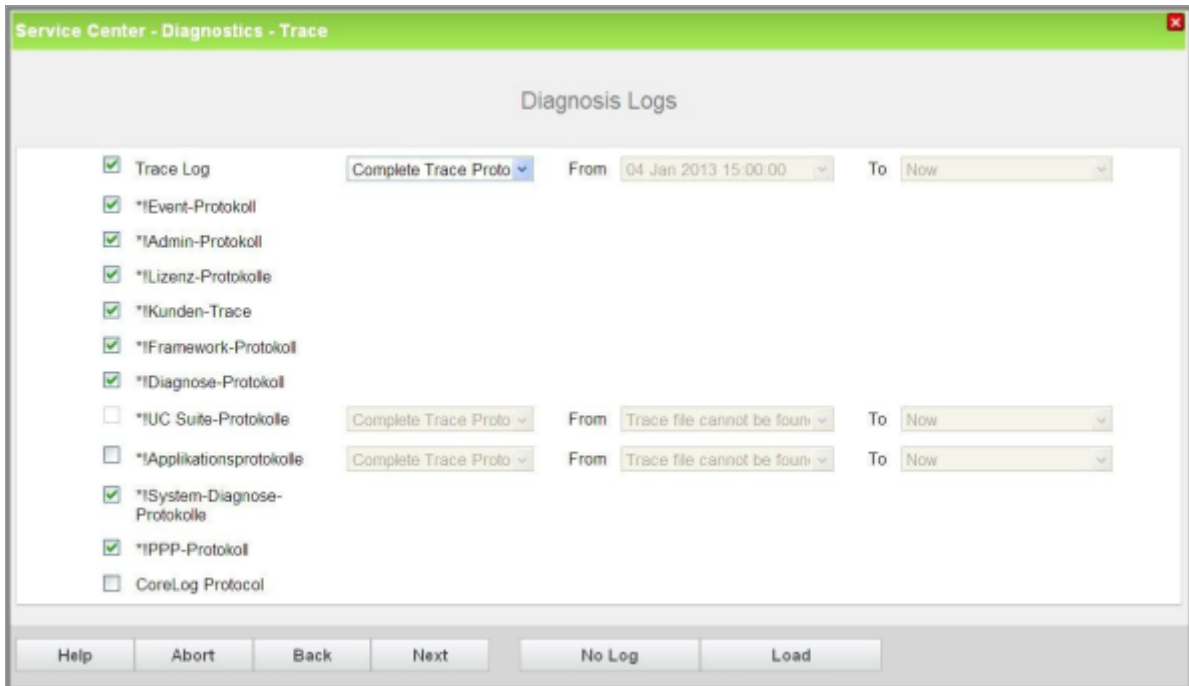 Service Center - Diagnostics - Trace
Diagnosis Logs
Trace Log Complete Trace Proto From 04 Jan 2013 15:00:00 To Now
*!Event-Protokoll
*!Admin-Protokoll
*!Lizenz-Protokolle
*!Kunden-Trace
*!Framework-Protokoll
*!Diagnose-Protokoll
*!UC Suite-Protokolle Complete Trace Proto From Trace file cannot be foun To Now
*!Applikationsprotokolle Complete Trace Proto From Trace file cannot be foun To Now
*!System-Diagnose-
Protokolle
*!PPP-Protokoll
CoreLog Protocol
Help Abort Back Next No Log Load